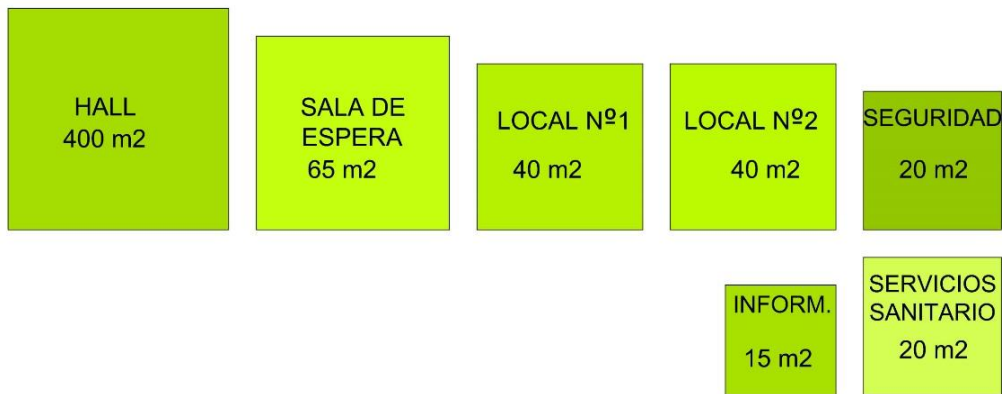 HALL
400 m2
SALA DE
ESPERA
65 m2
LOCAL Nº1
40 m2
LOCAL Nº2
40 m2
SEGURIDAD
20 m2
INFORM.
15 m2
SERVICIOS
SANITARIO
20 m2